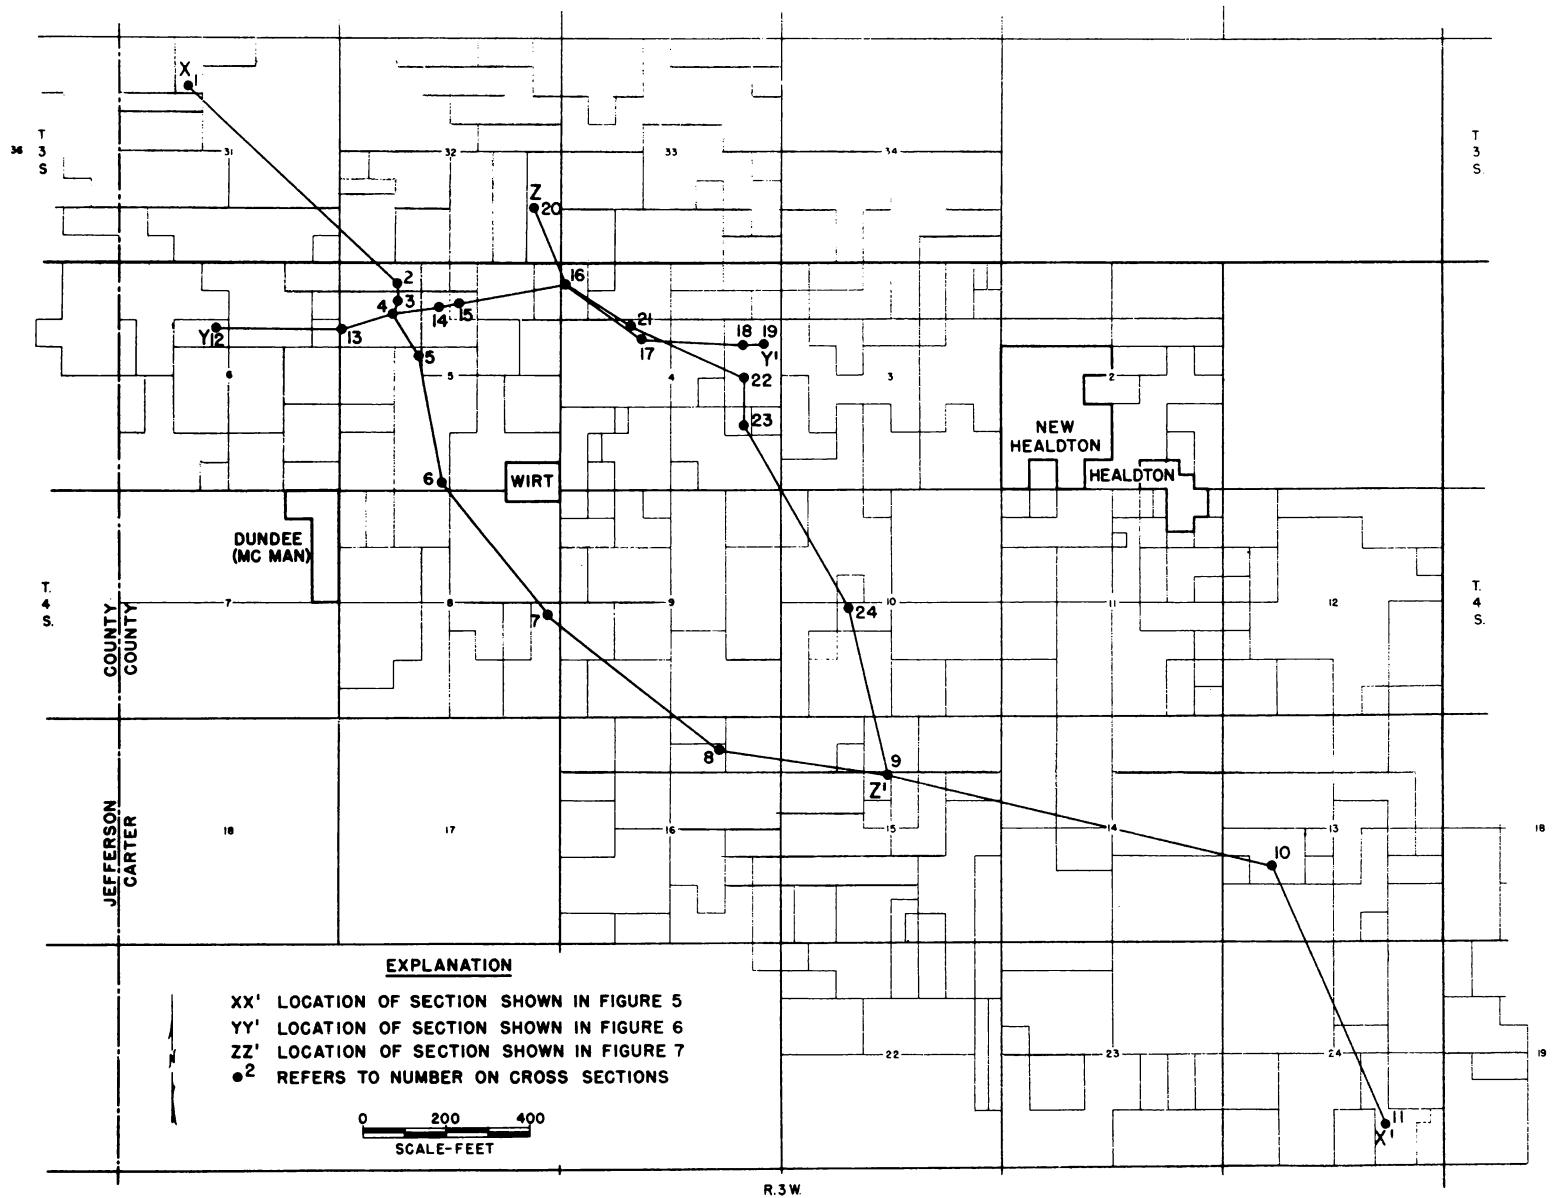 X
1
T
3
S
36
31
32
33
34
T
3
S.
Z
20
2
3
4
16
14
15
21
Y
12
13
17
18
19
Y'
5
6
5
4
22
3
2
23
NEW
HEALDTON
HEALDTON
6
WIRT
DUNDEE
(MC MAN)
T.
4
S.
7
8
9
10
11
12
T.
4
S.
24
7
COUNTY
COUNTY
8
9
Z'
JEFFERSON
CARTER
18
17
16
15
14
13
18
10
EXPLANATION
XX' LOCATION OF SECTION SHOWN IN FIGURE 5
YY' LOCATION OF SECTION SHOWN IN FIGURE 6
ZZ' LOCATION OF SECTION SHOWN IN FIGURE 7
2 REFERS TO NUMBER ON CROSS SECTIONS
N
22
23
24
19
0 200 400
SCALE-FEET
11
X'
R.3W.